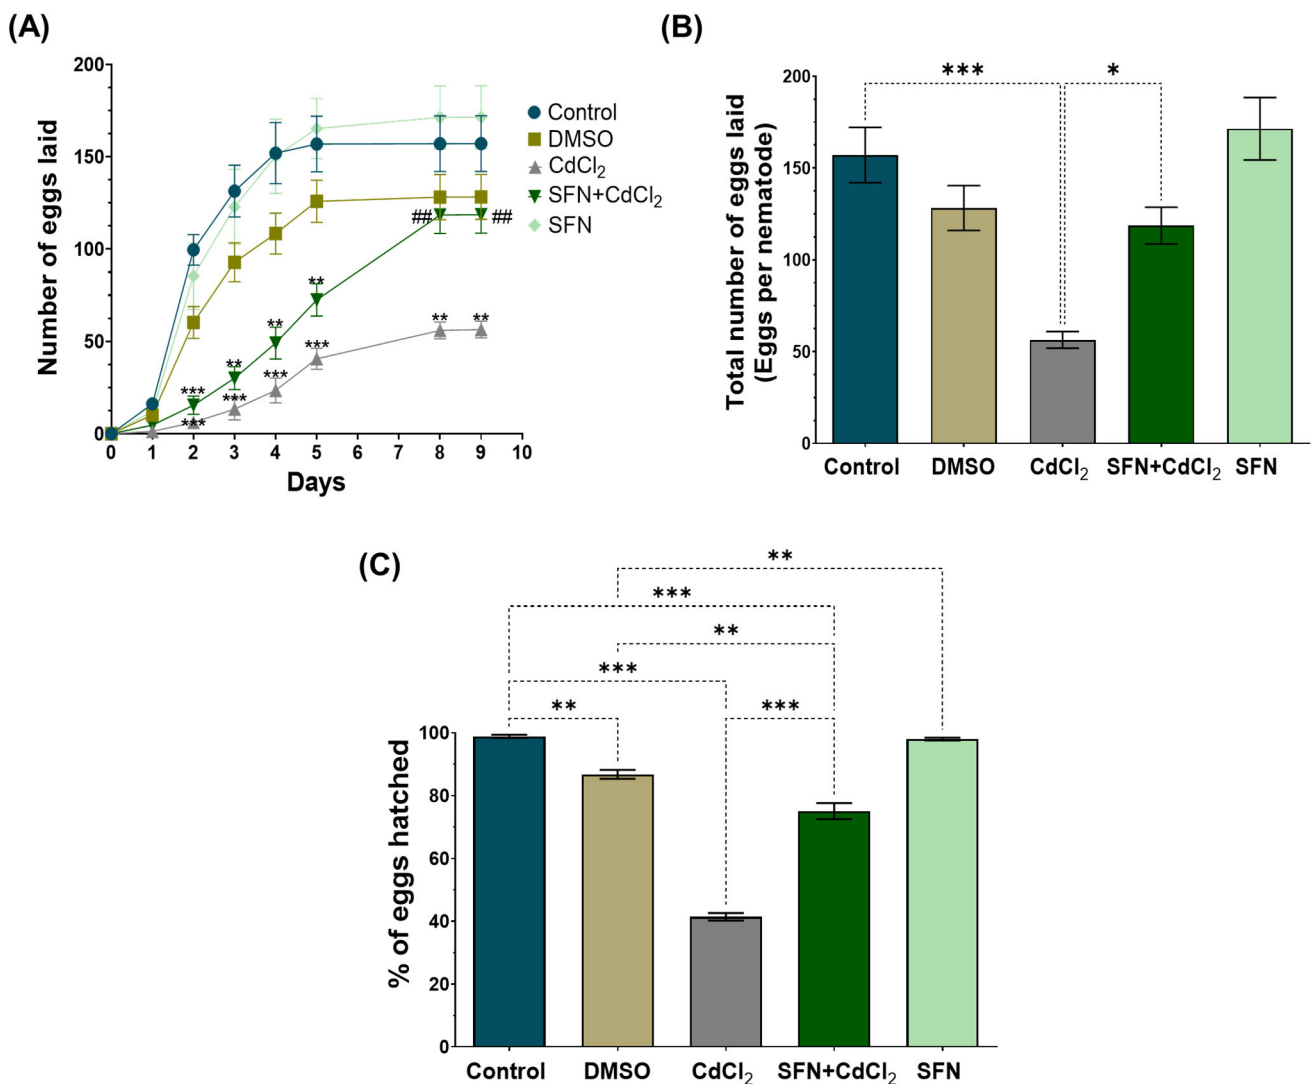 (A)
Number of eggs laid
200
150
100
50
0
0 1 2 3 4 5 6 7 8 9 10
Days
*** ** ** ** ## ##
*** *** *** *** ** **
Control
DMSO
CdCl₂
SFN+CdCl₂
SFN
(B)
Total number of eggs laid
(Eggs per nematode)
200
150
100
50
0
*** *
Control DMSO CdCl₂ SFN+CdCl₂ SFN
(C)
% of eggs hatched
**
***
**
***
** ***
100
80
60
40
20
0
Control DMSO CdCl₂ SFN+CdCl₂ SFN